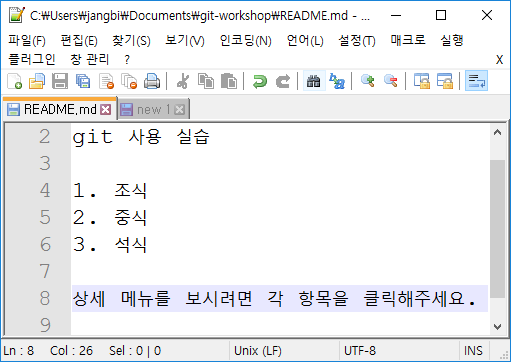 C:₩Users₩jangbi₩Documents₩git-workshop₩README.md - ...
파일(F) 편집(E) 찾기(S) 보기(V) 인코딩(N) 언어(L) 설정(T) 매크로 실행
플러그인 창 관리 ? X
README.md new 1
2 git 사용 실습
3
4 1. 조식
5 2. 중식
6 3. 석식
7
8 상세 메뉴를 보시려면 각 항목을 클릭해주세요.
9
Ln : 8 Col : 26 Sel : 0 | 0 Unix (LF) UTF-8 INS